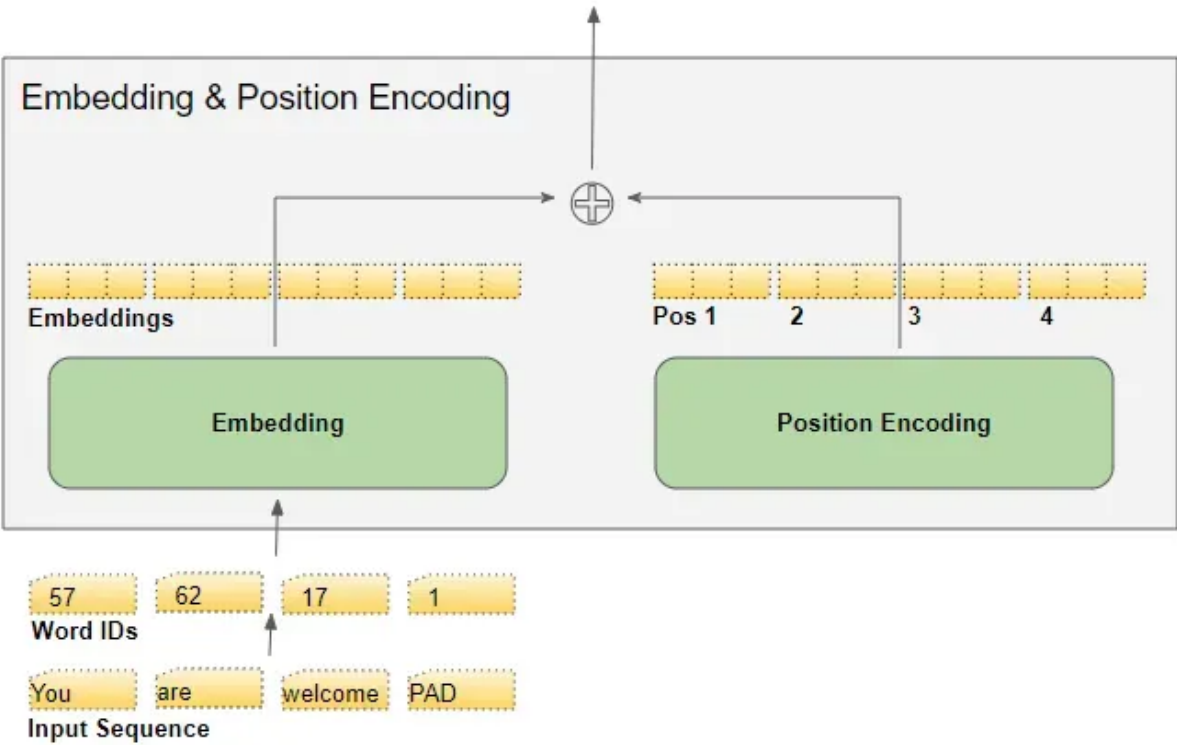 Embedding & Position Encoding
Embeddings
Pos 1 2 3 4
Embedding
Position Encoding
57 62 17 1
Word IDs
You are welcome PAD
Input Sequence